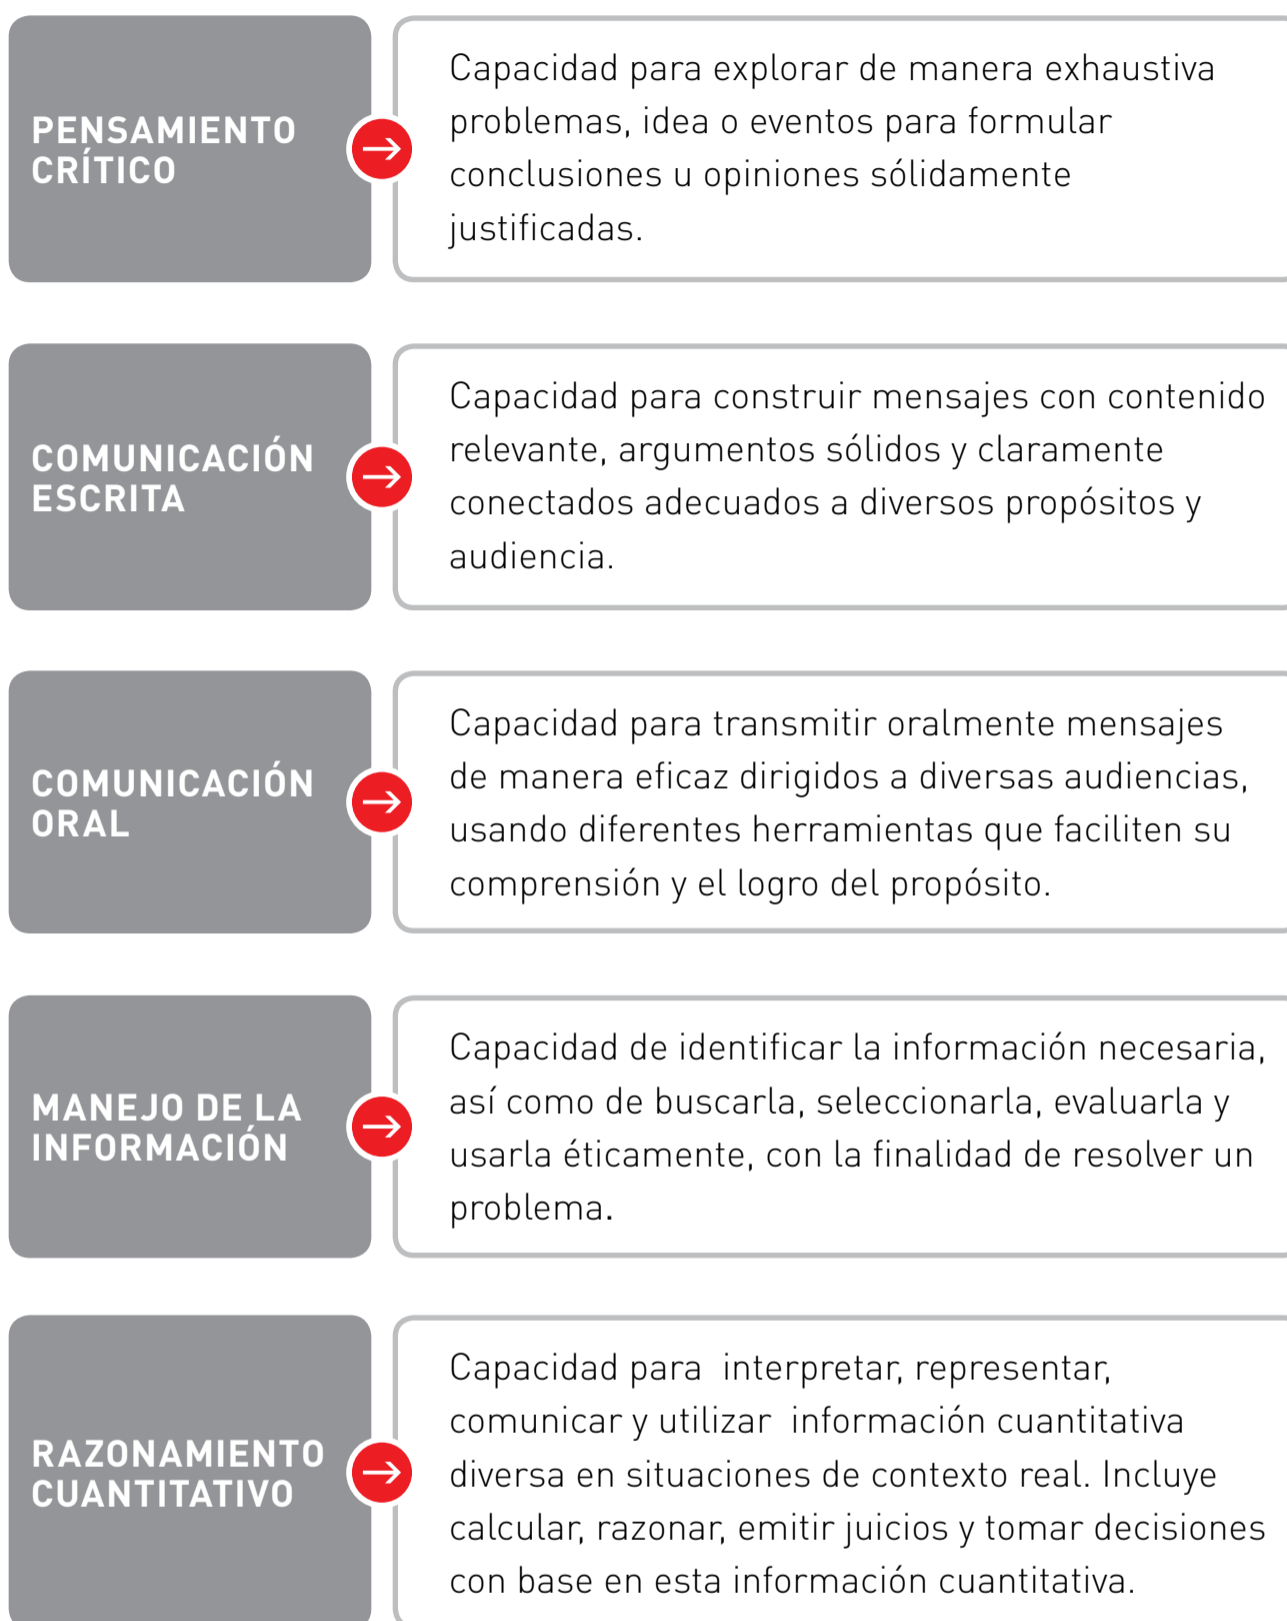 PENSAMIENTO
CRÍTICO
Capacidad para explorar de manera exhaustiva
problemas, idea o eventos para formular
conclusiones u opiniones sólidamente
justificadas.
COMUNICACIÓN
ESCRITA
Capacidad para construir mensajes con contenido
relevante, argumentos sólidos y claramente
conectados adecuados a diversos propósitos y
audiencia.
COMUNICACIÓN
ORAL
Capacidad para transmitir oralmente mensajes
de manera eficaz dirigidos a diversas audiencias,
usando diferentes herramientas que faciliten su
comprensión y el logro del propósito.
MANEJO DE LA
INFORMACIÓN
Capacidad de identificar la información necesaria,
así como de buscarla, seleccionarla, evaluarla y
usarla éticamente, con la finalidad de resolver un
problema.
RAZONAMIENTO
CUANTITATIVO
Capacidad para interpretar, representar,
comunicar y utilizar información cuantitativa
diversa en situaciones de contexto real. Incluye
calcular, razonar, emitir juicios y tomar decisiones
con base en esta información cuantitativa.